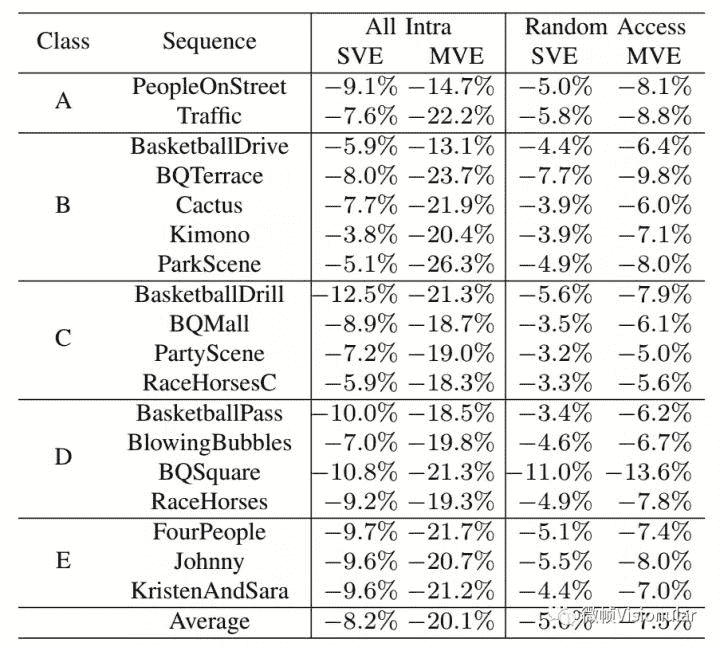 Class Sequence All Intra Random Access
SVE MVE SVE MVE
A PeopleOnStreet −9.1% −14.7% −5.0% −8.1%
Traffic −7.6% −22.2% −5.8% −8.8%
B BasketballDrive −5.9% −13.1% −4.4% −6.4%
BQTerrace −8.0% −23.7% −7.7% −9.8%
Cactus −7.7% −21.9% −3.9% −6.0%
Kimono −3.8% −20.4% −3.9% −7.1%
ParkScene −5.1% −26.3% −4.9% −8.0%
C BasketballDrill −12.5% −21.3% −5.6% −7.9%
BQMall −8.9% −18.7% −3.5% −6.1%
PartyScene −7.2% −19.0% −3.2% −5.0%
RaceHorsesC −5.9% −18.3% −3.3% −5.6%
D BasketballPass −10.0% −18.5% −3.4% −6.2%
BlowingBubbles −7.0% −19.8% −4.6% −6.7%
BQSquare −10.8% −21.3% −11.0% −13.6%
RaceHorses −9.2% −19.3% −4.9% −7.8%
E FourPeople −9.7% −21.7% −5.1% −7.4%
Johnny −9.6% −20.7% −5.5% −8.0%
KristenAndSara −9.6% −21.2% −4.4% −7.0%
Average −8.2% −20.1%
微帧Visionular